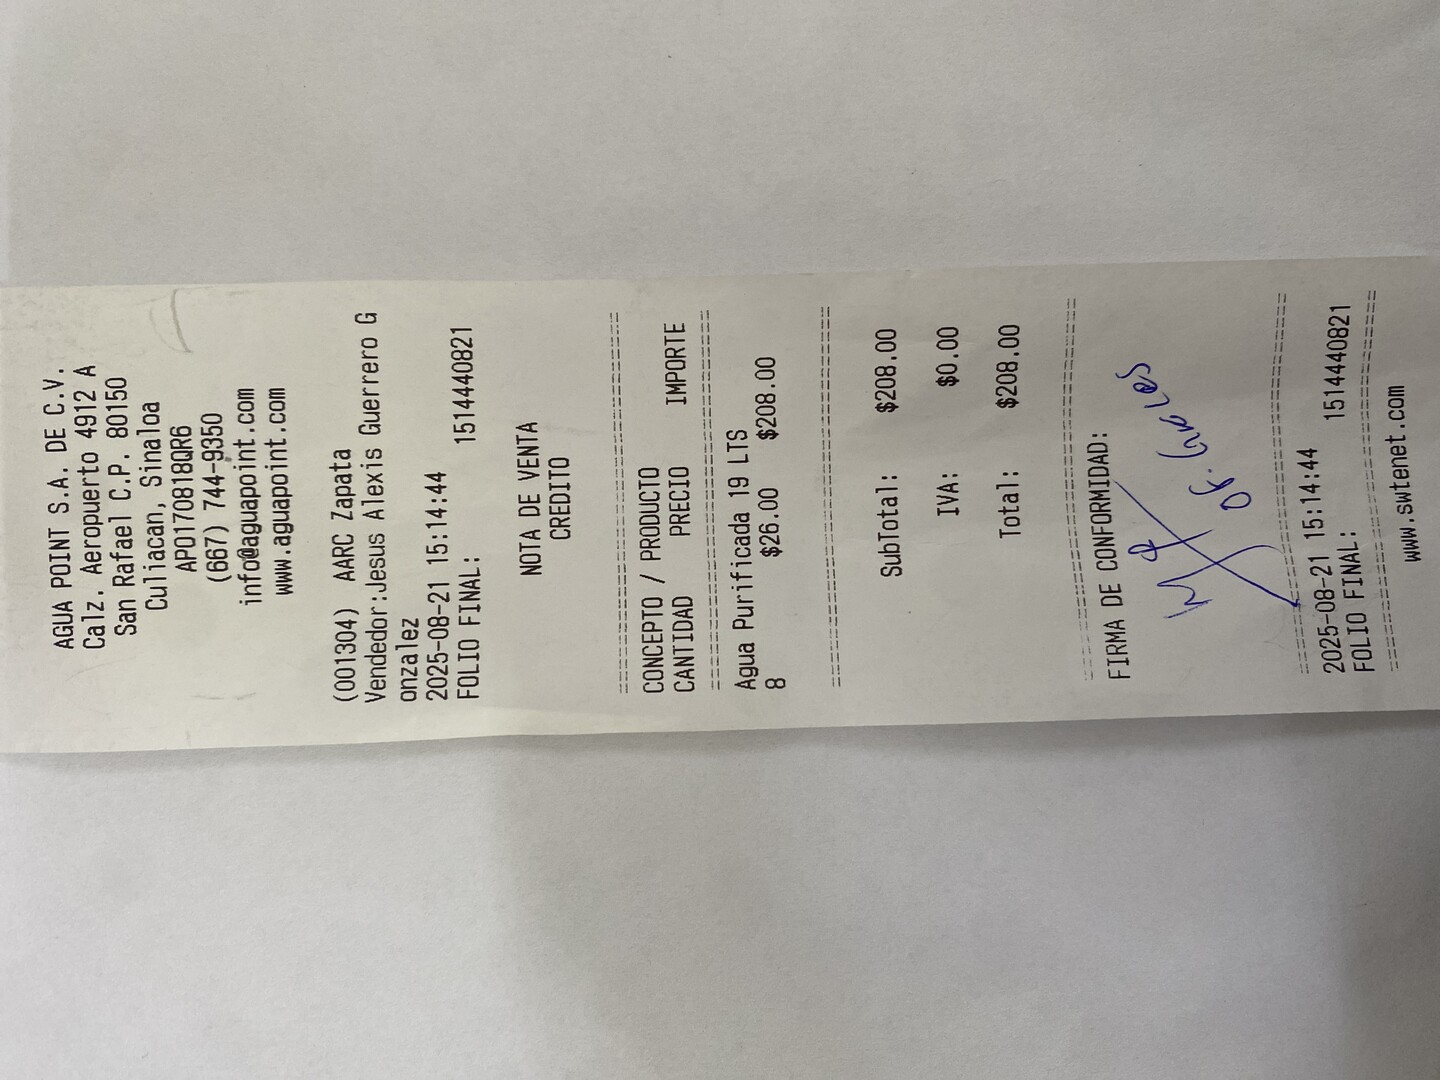 AGUA POINT S.A. DE C.V.
Calz. Aeropuerto 4912 A
San Rafael C.P. 80150
Culiacan, Sinaloa
APO170818QR6
(667) 744-9350
info@aguapoint.com
www.aguapoint.com
(001304) AARC Zapata
Vendedor:Jesus Alexis Guerrero G
onzalez
2025-08-21 15:14:44
FOLIO FINAL: 1514440821
NOTA DE VENTA
CREDITO
CONCEPTO / PRODUCTO
CANTIDAD PRECIO IMPORTE
Agua Purificada 19 LTS
8 $26.00 $208.00
SubTotal: $208.00
IVA: $0.00
Total: $208.00
FIRMA DE CONFORMIDAD:
2025-08-21 15:14:44
FOLIO FINAL: 1514440821
www.swtenet.com